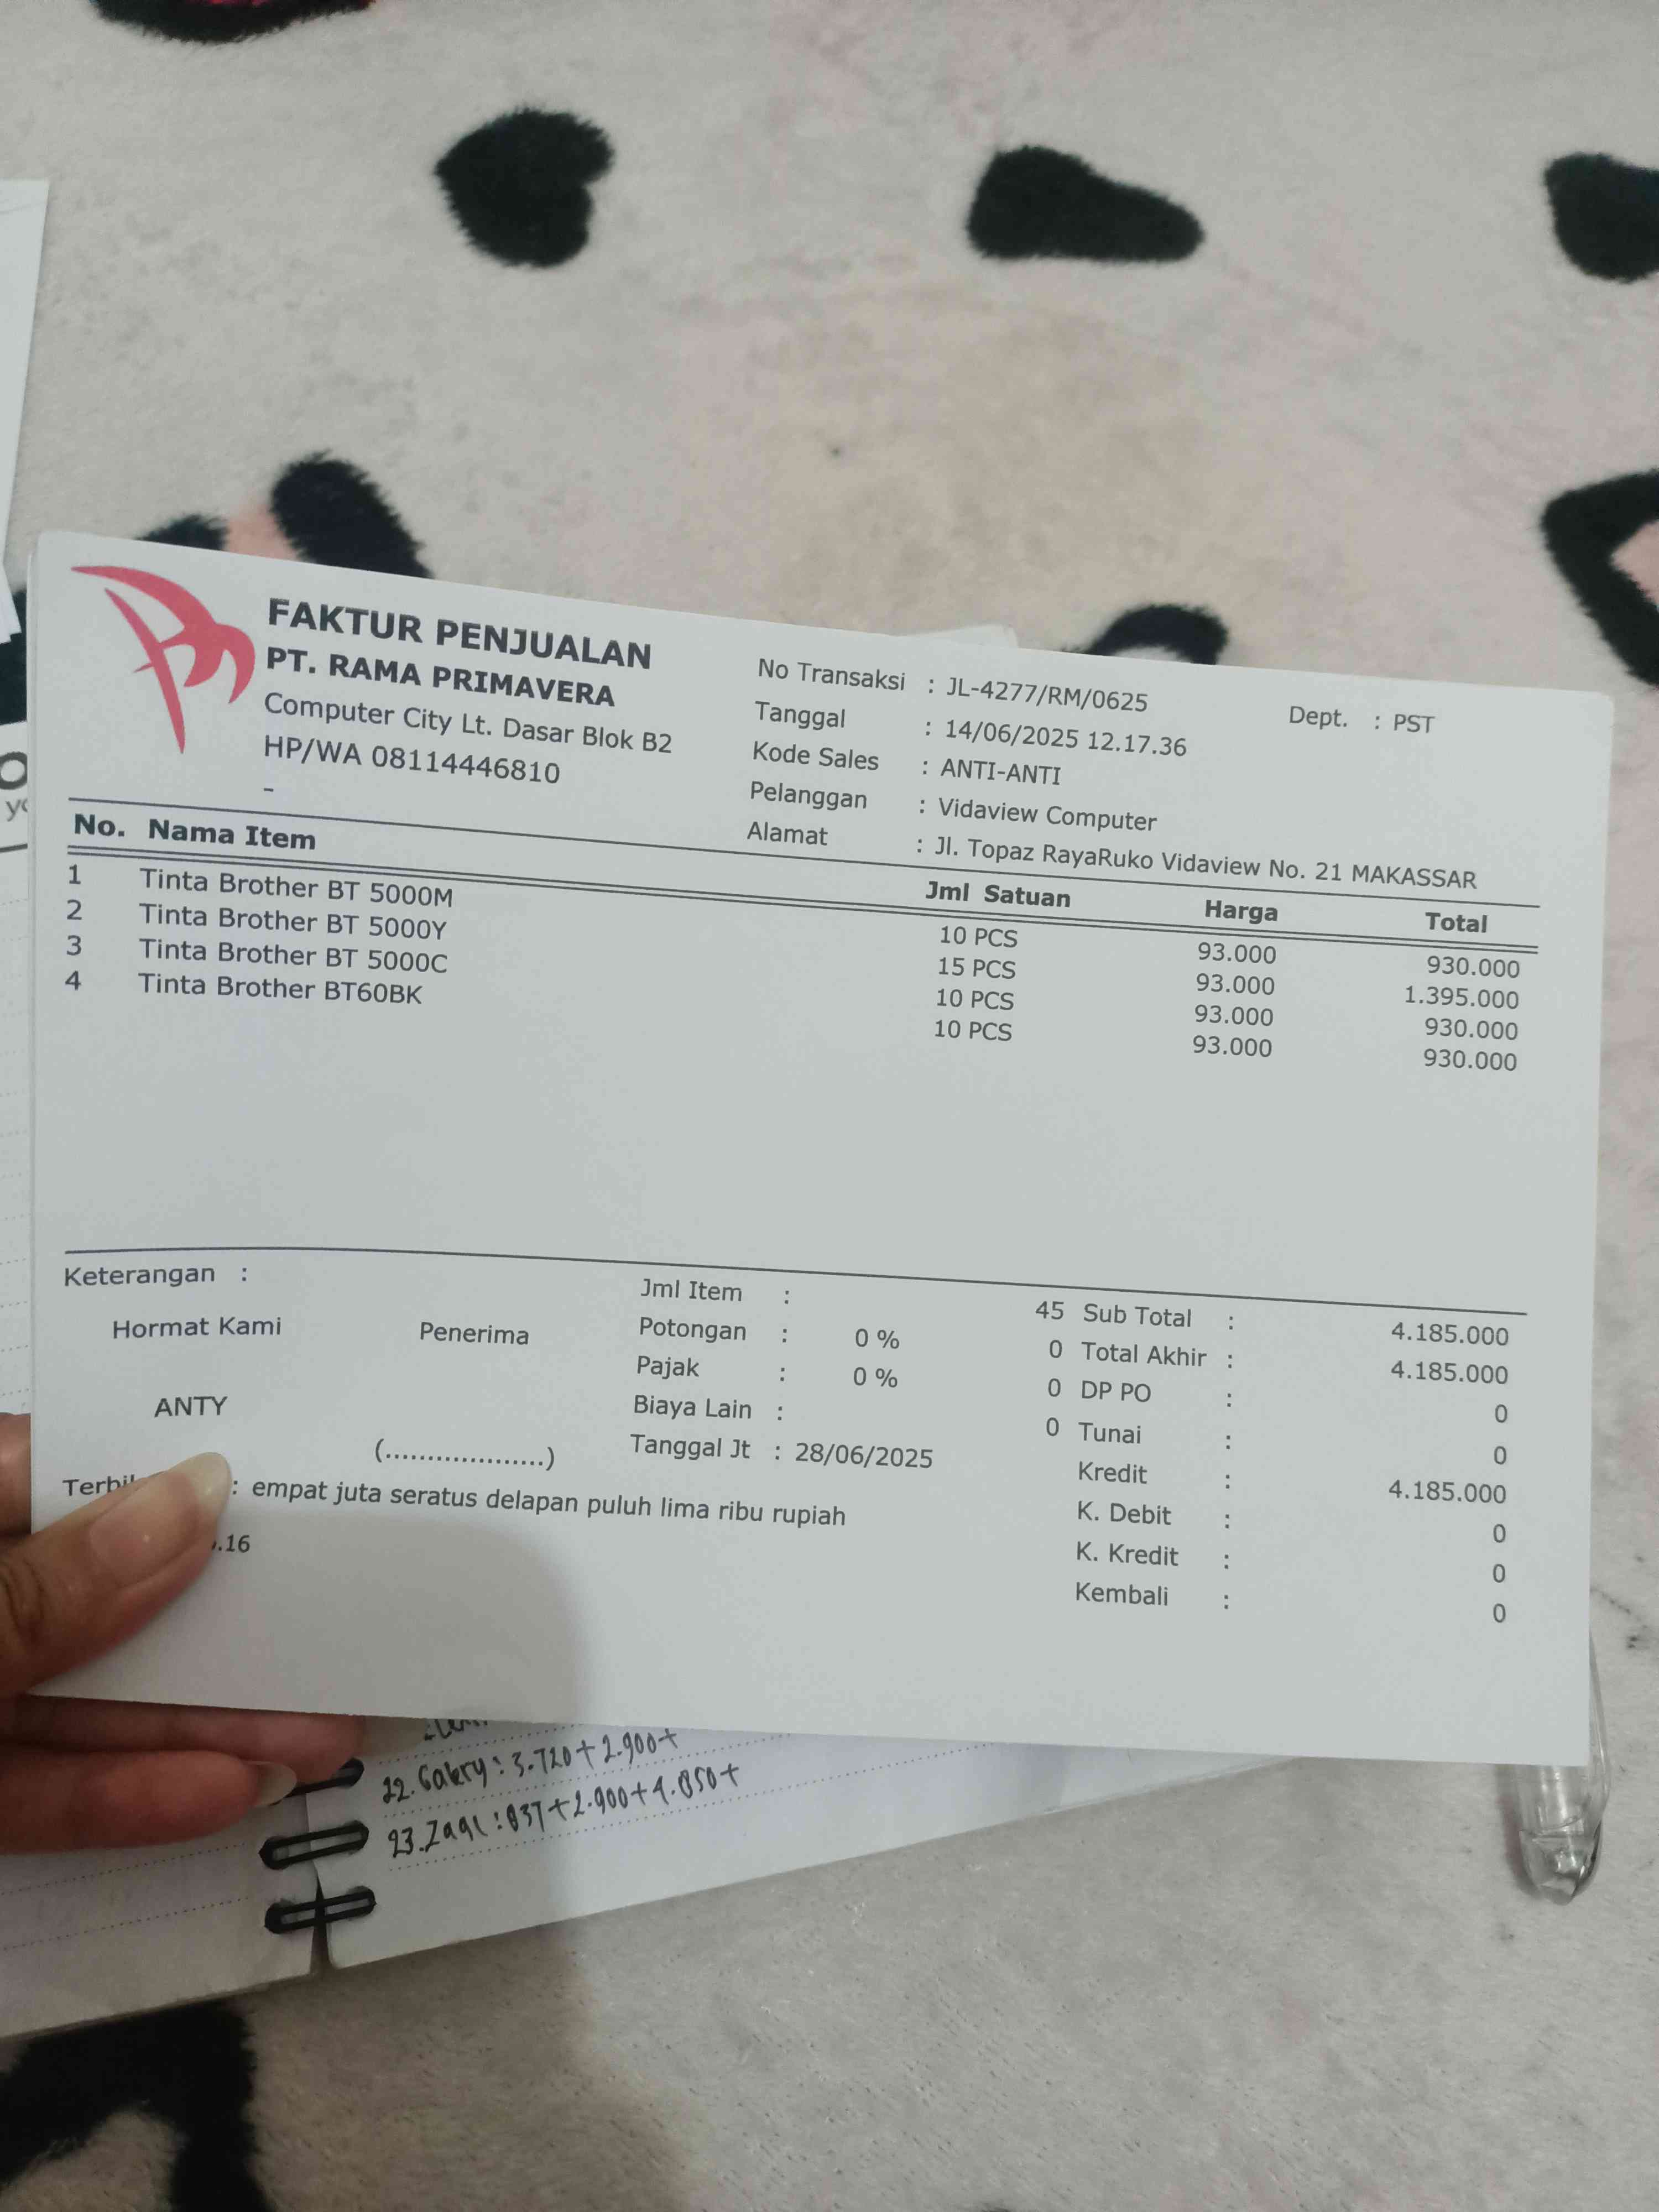 FAKTUR PENJUALAN
PT. RAMA PRIMAVERA
Computer City Lt. Dasar Blok B2
HP/WA 08114446810
-
No Transaksi : JL-4277/RM/0625 Dept. : PST
Tanggal : 14/06/2025 12.17.36
Kode Sales : ANTI-ANTI
Pelanggan : Vidaview Computer
Alamat : Jl. Topaz RayaRuko Vidaview No. 21 MAKASSAR
No. Nama Item Jml Satuan Harga Total
1 Tinta Brother BT 5000M 10 PCS 93.000 930.000
2 Tinta Brother BT 5000Y 15 PCS 93.000 1.395.000
3 Tinta Brother BT 5000C 10 PCS 93.000 930.000
4 Tinta Brother BT60BK 10 PCS 93.000 930.000
Keterangan :
Hormat Kami Penerima
ANTY
(....................)
Jml Item : 45
Potongan : 0 % 0
Pajak : 0 % 0
Biaya Lain : 0
Tanggal Jt : 28/06/2025
Sub Total : 4.185.000
Total Akhir : 4.185.000
DP PO : 0
Tunai : 0
Kredit : 4.185.000
K. Debit : 0
K. Kredit : 0
Kembali : 0
: empat juta seratus delapan puluh lima ribu rupiah
.16
22. Galery : 3.720 + 2.900 +
23. Zaqi : 837 + 2.900 + 4.850 +